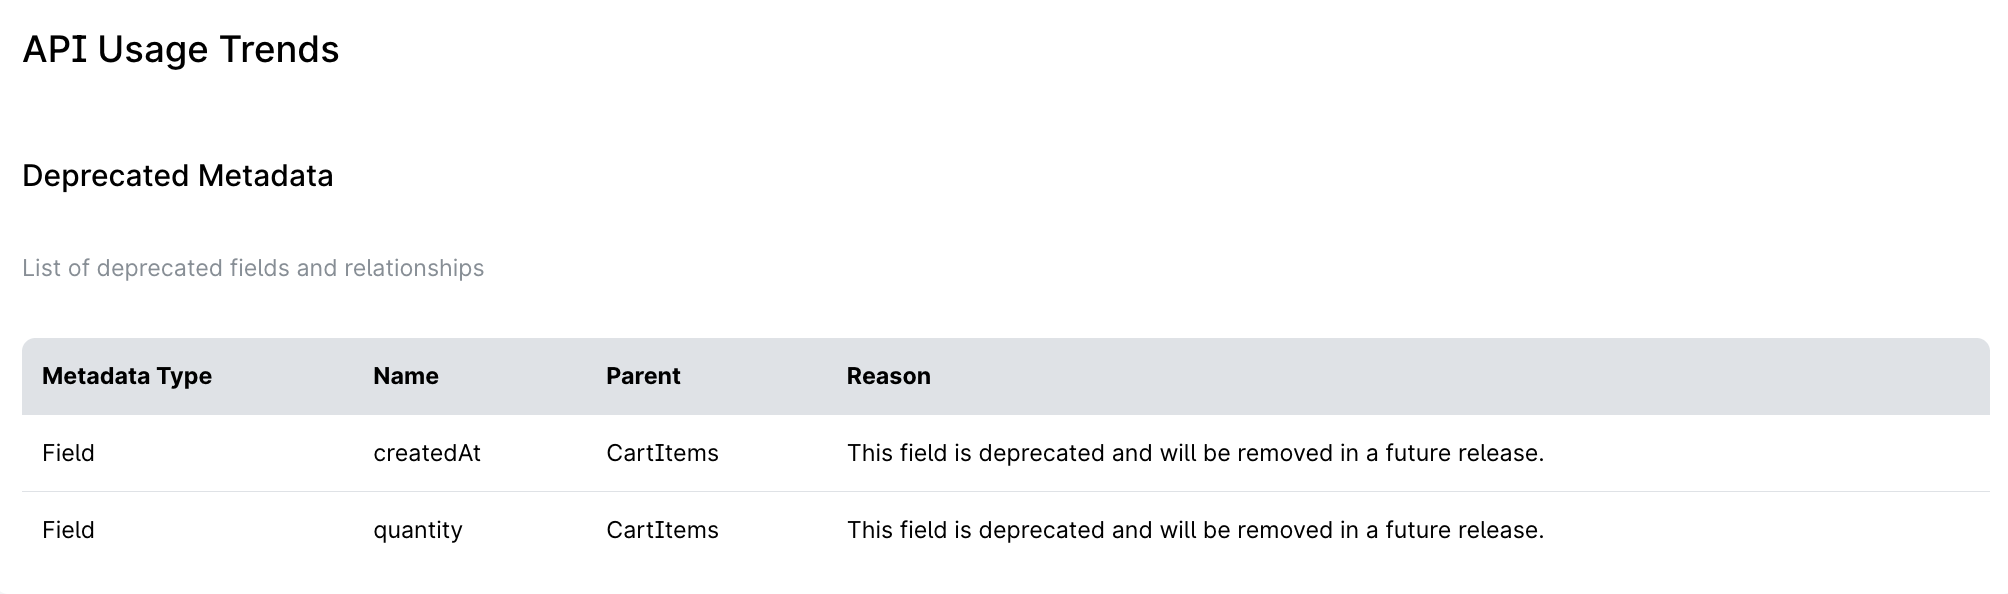 API Usage Trends
Deprecated Metadata
List of deprecated fields and relationships
Metadata Type Name Parent Reason
Field createdAt CartItems This field is deprecated and will be removed in a future release.
Field quantity CartItems This field is deprecated and will be removed in a future release.